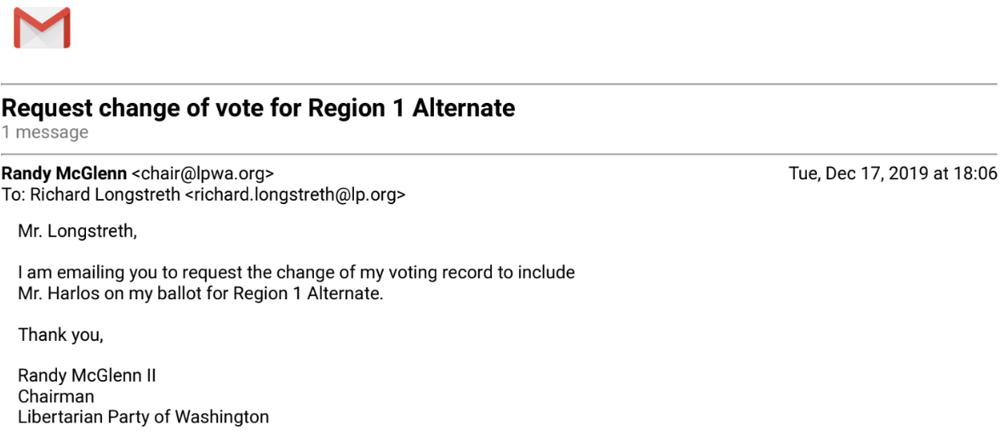 Request change of vote for Region 1 Alternate
1 message
Randy McGlenn <chair@lpwa.org> Tue, Dec 17, 2019 at 18:06
To: Richard Longstreth <richard.longstreth@lp.org>
Mr. Longstreth,
I am emailing you to request the change of my voting record to include
Mr. Harlos on my ballot for Region 1 Alternate.
Thank you,
Randy McGlenn II
Chairman
Libertarian Party of Washington